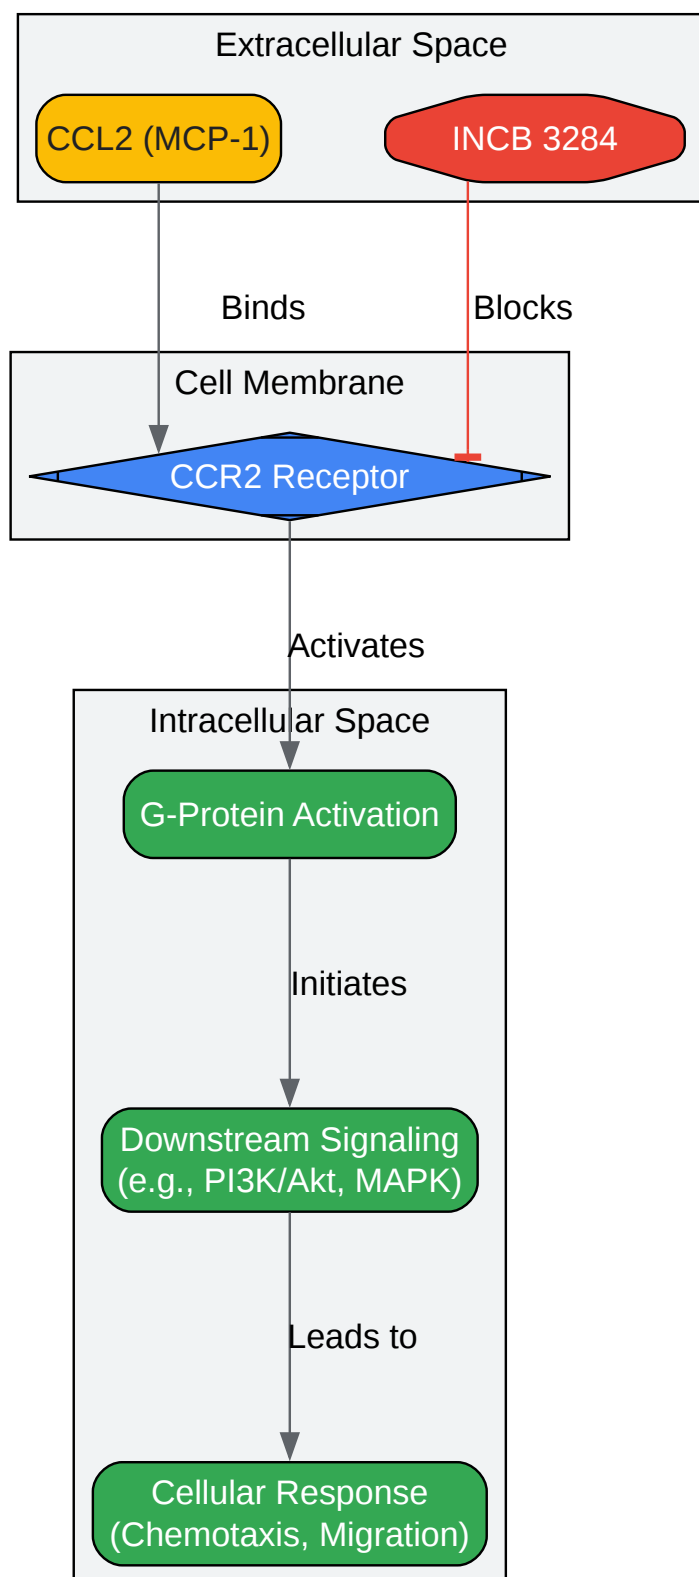 Extracellular Space
CCL2 (MCP-1)
INCB 3284
Binds
Blocks
Cell Membrane
CCR2 Receptor
Activates
Intracellular Space
G-Protein Activation
Initiates
Downstream Signaling
(e.g., PI3K/Akt, MAPK)
Leads to
Cellular Response
(Chemotaxis, Migration)